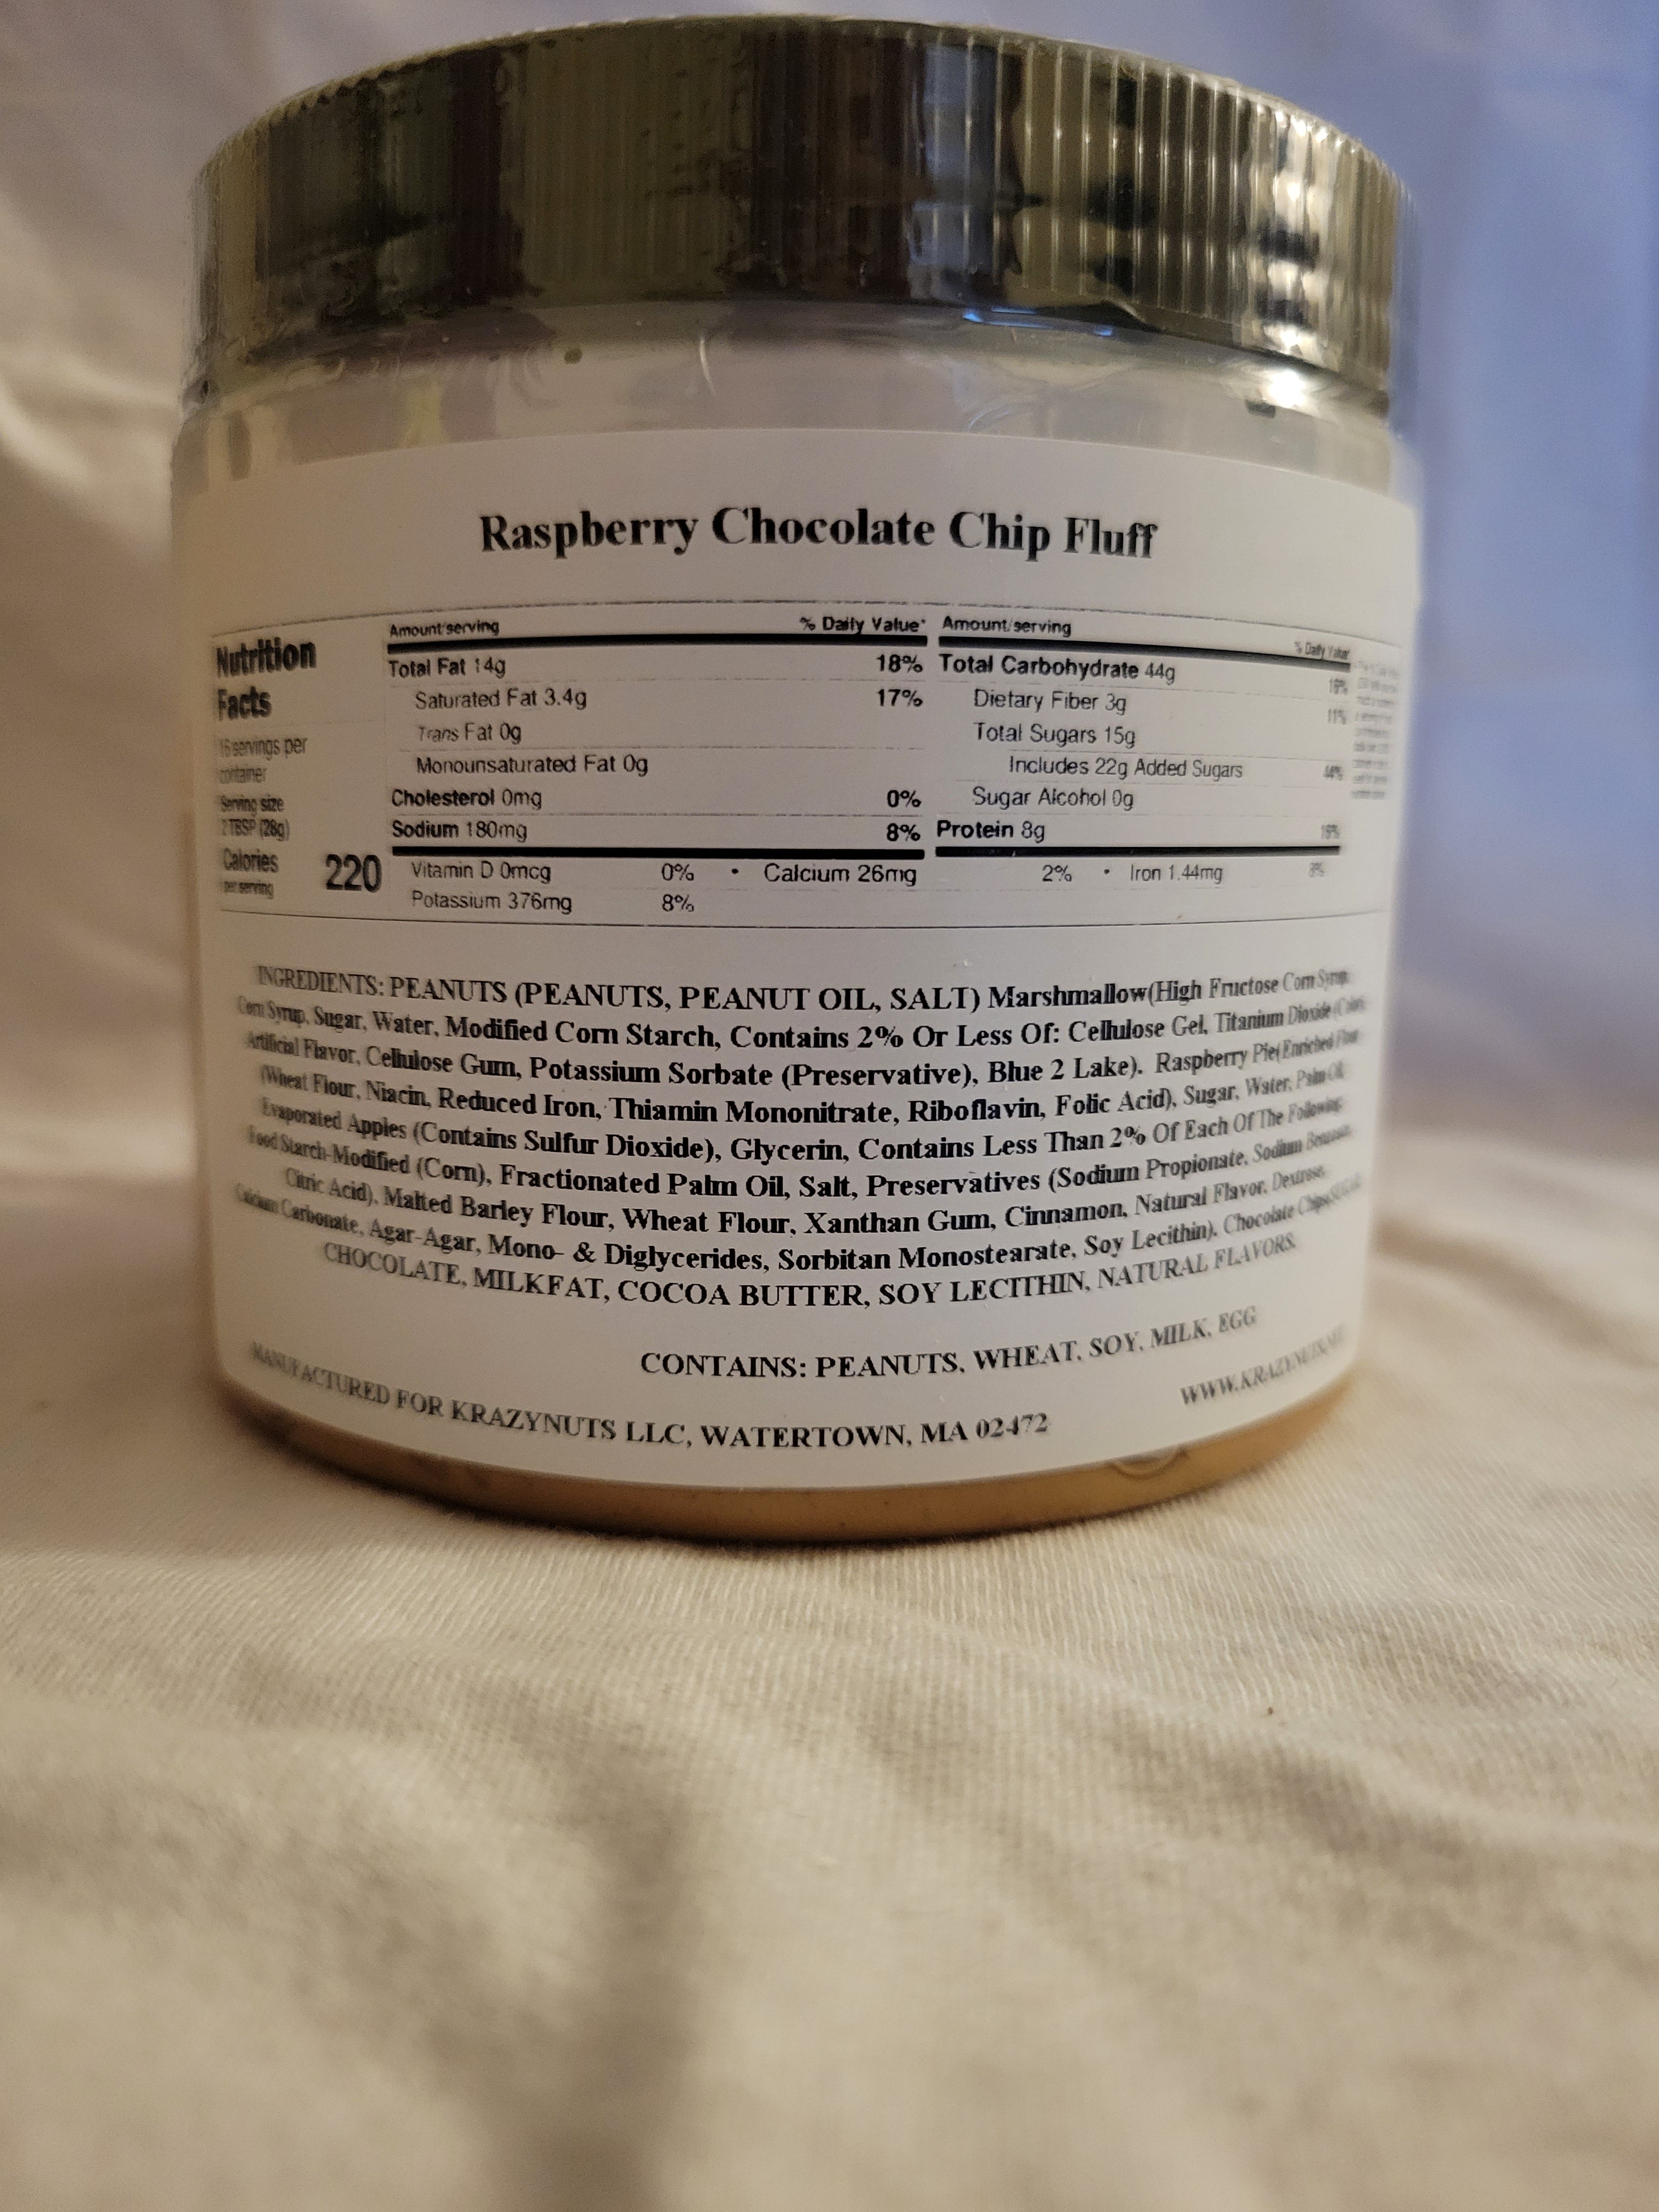 Raspberry Chocolate Chip Fluff
Nutrition
Facts
16 servings per
container
Serving size
2 TBSP (28g)
Calories
per serving
220
Amount/serving % Daily Value*
Total Fat 14g 18%
Saturated Fat 3.4g 17%
Trans Fat 0g
Monounsaturated Fat 0g
Cholesterol 0mg 0%
Sodium 180mg 8%
Amount/serving % Daily Value*
Total Carbohydrate 44g 16%
Dietary Fiber 3g 11%
Total Sugars 15g
Includes 22g Added Sugars 44%
Sugar Alcohol 0g
Protein 8g
Vitamin D 0mcg 0% • Calcium 26mg 2% • Iron 1.44mg 8%
Potassium 376mg 8%
INGREDIENTS: PEANUTS (PEANUTS, PEANUT OIL, SALT) Marshmallow(High Fructose Corn Syrup,
Corn Syrup, Sugar, Water, Modified Corn Starch, Contains 2% Or Less Of: Cellulose Gel, Titanium Dioxide
Artificial Flavor, Cellulose Gum, Potassium Sorbate (Preservative), Blue 2 Lake). Raspberry Pie(Enriched Flour
(Wheat Flour, Niacin, Reduced Iron, Thiamin Mononitrate, Riboflavin, Folic Acid), Sugar, Water, Palm Oil,
Evaporated Apples (Contains Sulfur Dioxide), Glycerin, Contains Less Than 2% Of Each Of The Following:
Food Starch-Modified (Corn), Fractionated Palm Oil, Salt, Preservatives (Sodium Propionate, Sodium Benzoate,
Citric Acid), Malted Barley Flour, Wheat Flour, Xanthan Gum, Cinnamon, Natural Flavor, Dextrose,
Calcium Carbonate, Agar-Agar, Mono- & Diglycerides, Sorbitan Monostearate, Soy Lecithin), Chocolate Chips(SUGAR,
CHOCOLATE, MILKFAT, COCOA BUTTER, SOY LECITHIN, NATURAL FLAVORS,
CONTAINS: PEANUTS, WHEAT, SOY, MILK, EGG
MANUFACTURED FOR KRAZYNUTS LLC, WATERTOWN, MA 02472
WWW.KRAZYNUTS.NET